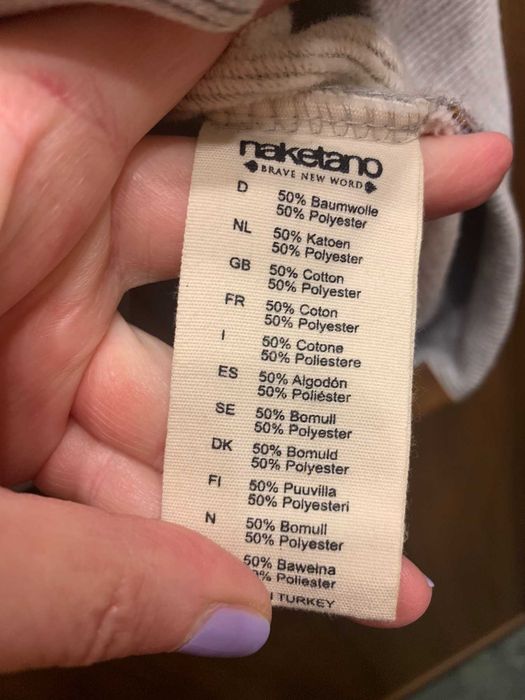 naketano
BRAVE NEW WORD
D 50% Baumwolle
50% Polyester
NL 50% Katoen
50% Polyester
GB 50% Cotton
50% Polyester
FR 50% Coton
50% Polyester
I 50% Cotone
50% Poliestere
ES 50% Algodón
50% Poliéster
SE 50% Bomull
50% Polyester
DK 50% Bomuld
50% Polyester
FI 50% Puuvilla
50% Polyesteri
N 50% Bomull
50% Polyester
50% Bawełna
% Poliester
TURKEY